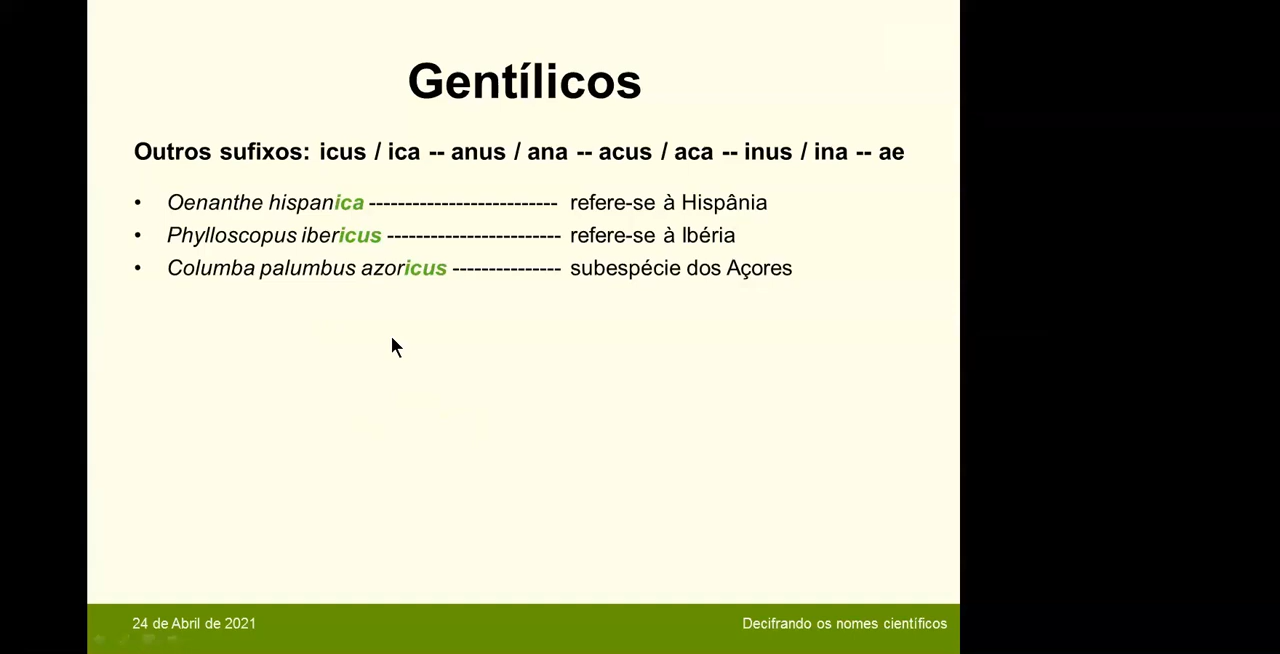 Gentílicos
Outros sufixos: icus / ica -- anus / ana -- acus / aca -- inus / ina -- ae
• Oenanthe hispanica -------------------------- refere-se à Hispânia
• Phylloscopus ibericus ------------------------ refere-se à Ibéria
• Columba palumbus azoricus --------------- subespécie dos Açores
24 de Abril de 2021 Decifrando os nomes científicos